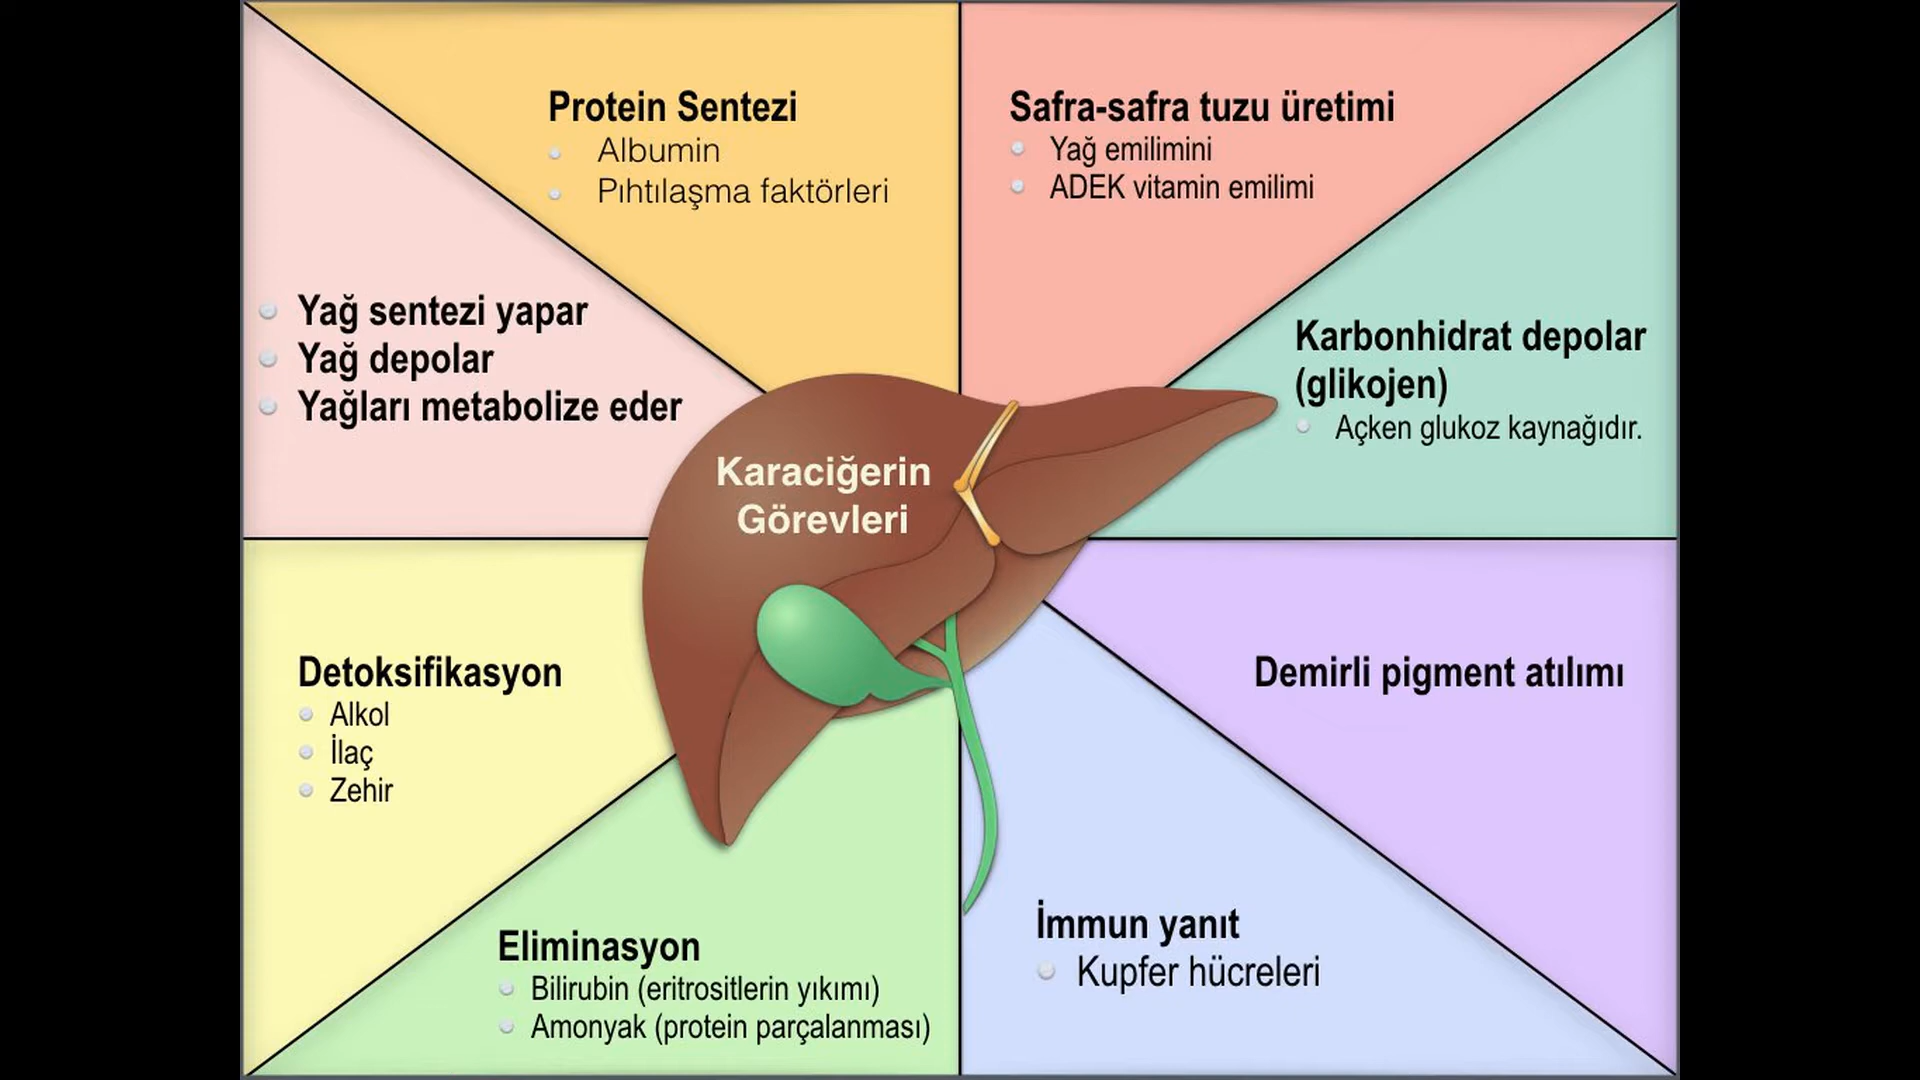 Protein Sentezi
Albumin
Pıhtılaşma faktörleri
Safra-safra tuzu üretimi
Yağ emilimini
ADEK vitamin emilimi
Yağ sentezi yapar
Yağ depolar
Yağları metabolize eder
Karbonhidrat depolar
(glikojen)
Açken glukoz kaynağıdır.
Karaciğerin
Görevleri
Detoksifikasyon
Alkol
İlaç
Zehir
Demirli pigment atılımı
Eliminasyon
Bilirubin (eritrositlerin yıkımı)
Amonyak (protein parçalanması)
İmmun yanıt
Kupfer hücreleri